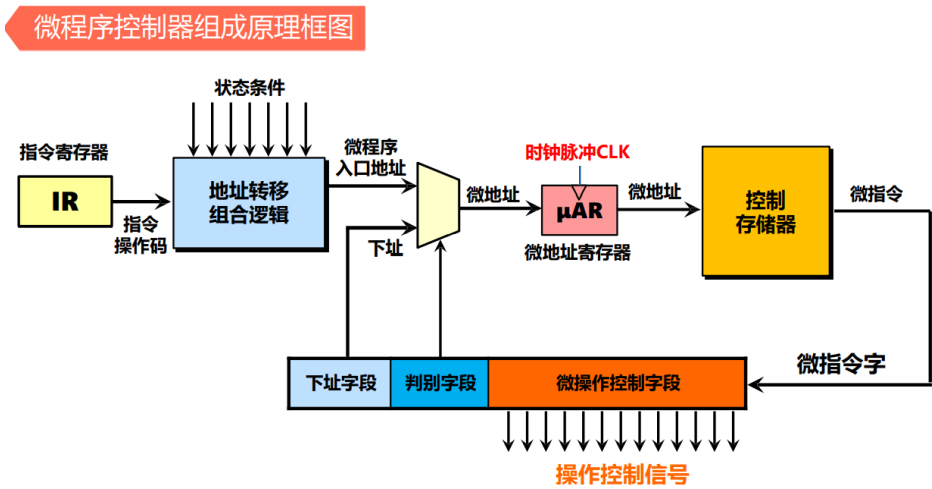 微程序控制器组成原理框图
状态条件
指令寄存器
IR
指令
操作码
地址转移
组合逻辑
微程序
入口地址
下址
微地址
时钟脉冲CLK
μAR
微地址寄存器
微地址
控制
存储器
微指令
微指令字
下址字段
判别字段
微操作控制字段
操作控制信号